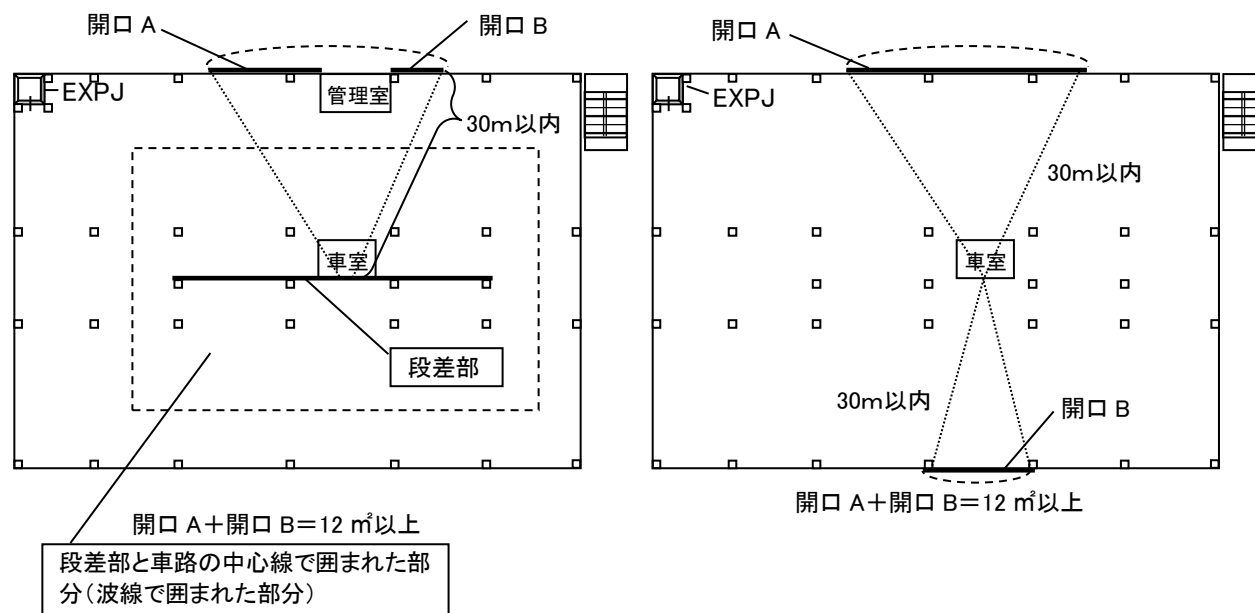 開口 A
開口 B
EXPJ
管理室
30m以内
車室
段差部
開口 A+開口 B=12 ㎡以上
段差部と車路の中心線で囲まれた部
分(波線で囲まれた部分)
開口 A
EXPJ
30m以内
車室
30m以内
開口 B
開口 A+開口 B=12 ㎡以上